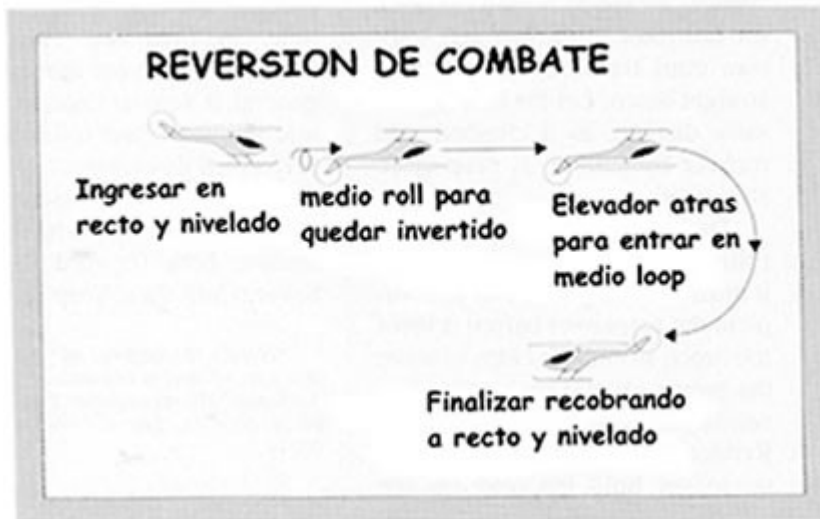 REVERSION DE COMBATE
Ingresar en
recto y nivelado
medio roll para
quedar invertido
Elevador atras
para entrar en
medio loop
Finalizar recobrando
a recto y nivelado